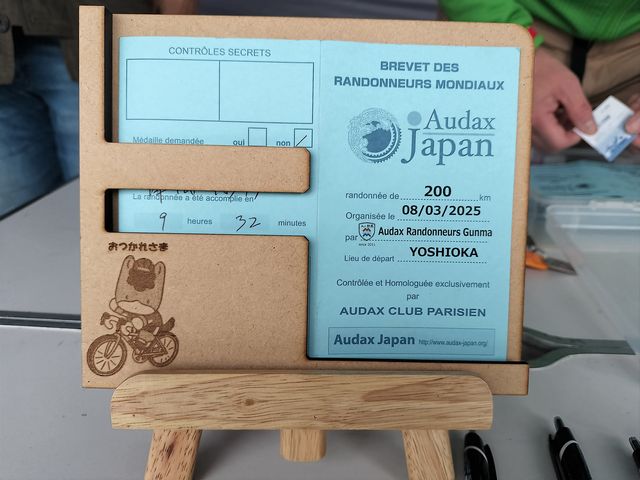 CONTRÔLES SECRETS
Médaille demandée oui non
La randonnée a été accomplie en
9 heures 32 minutes
おつかれさま
BREVET DES
RANDONNEURS MONDIAUX
Audax
Japan
randonnée de 200 km
Organisée le 08/03/2025
par Audax Randonneurs Gunma
Lieu de départ YOSHIOKA
Contrôlée et Homologuée exclusivement
par
AUDAX CLUB PARISIEN
Audax Japan http://www.audax-japan.org/